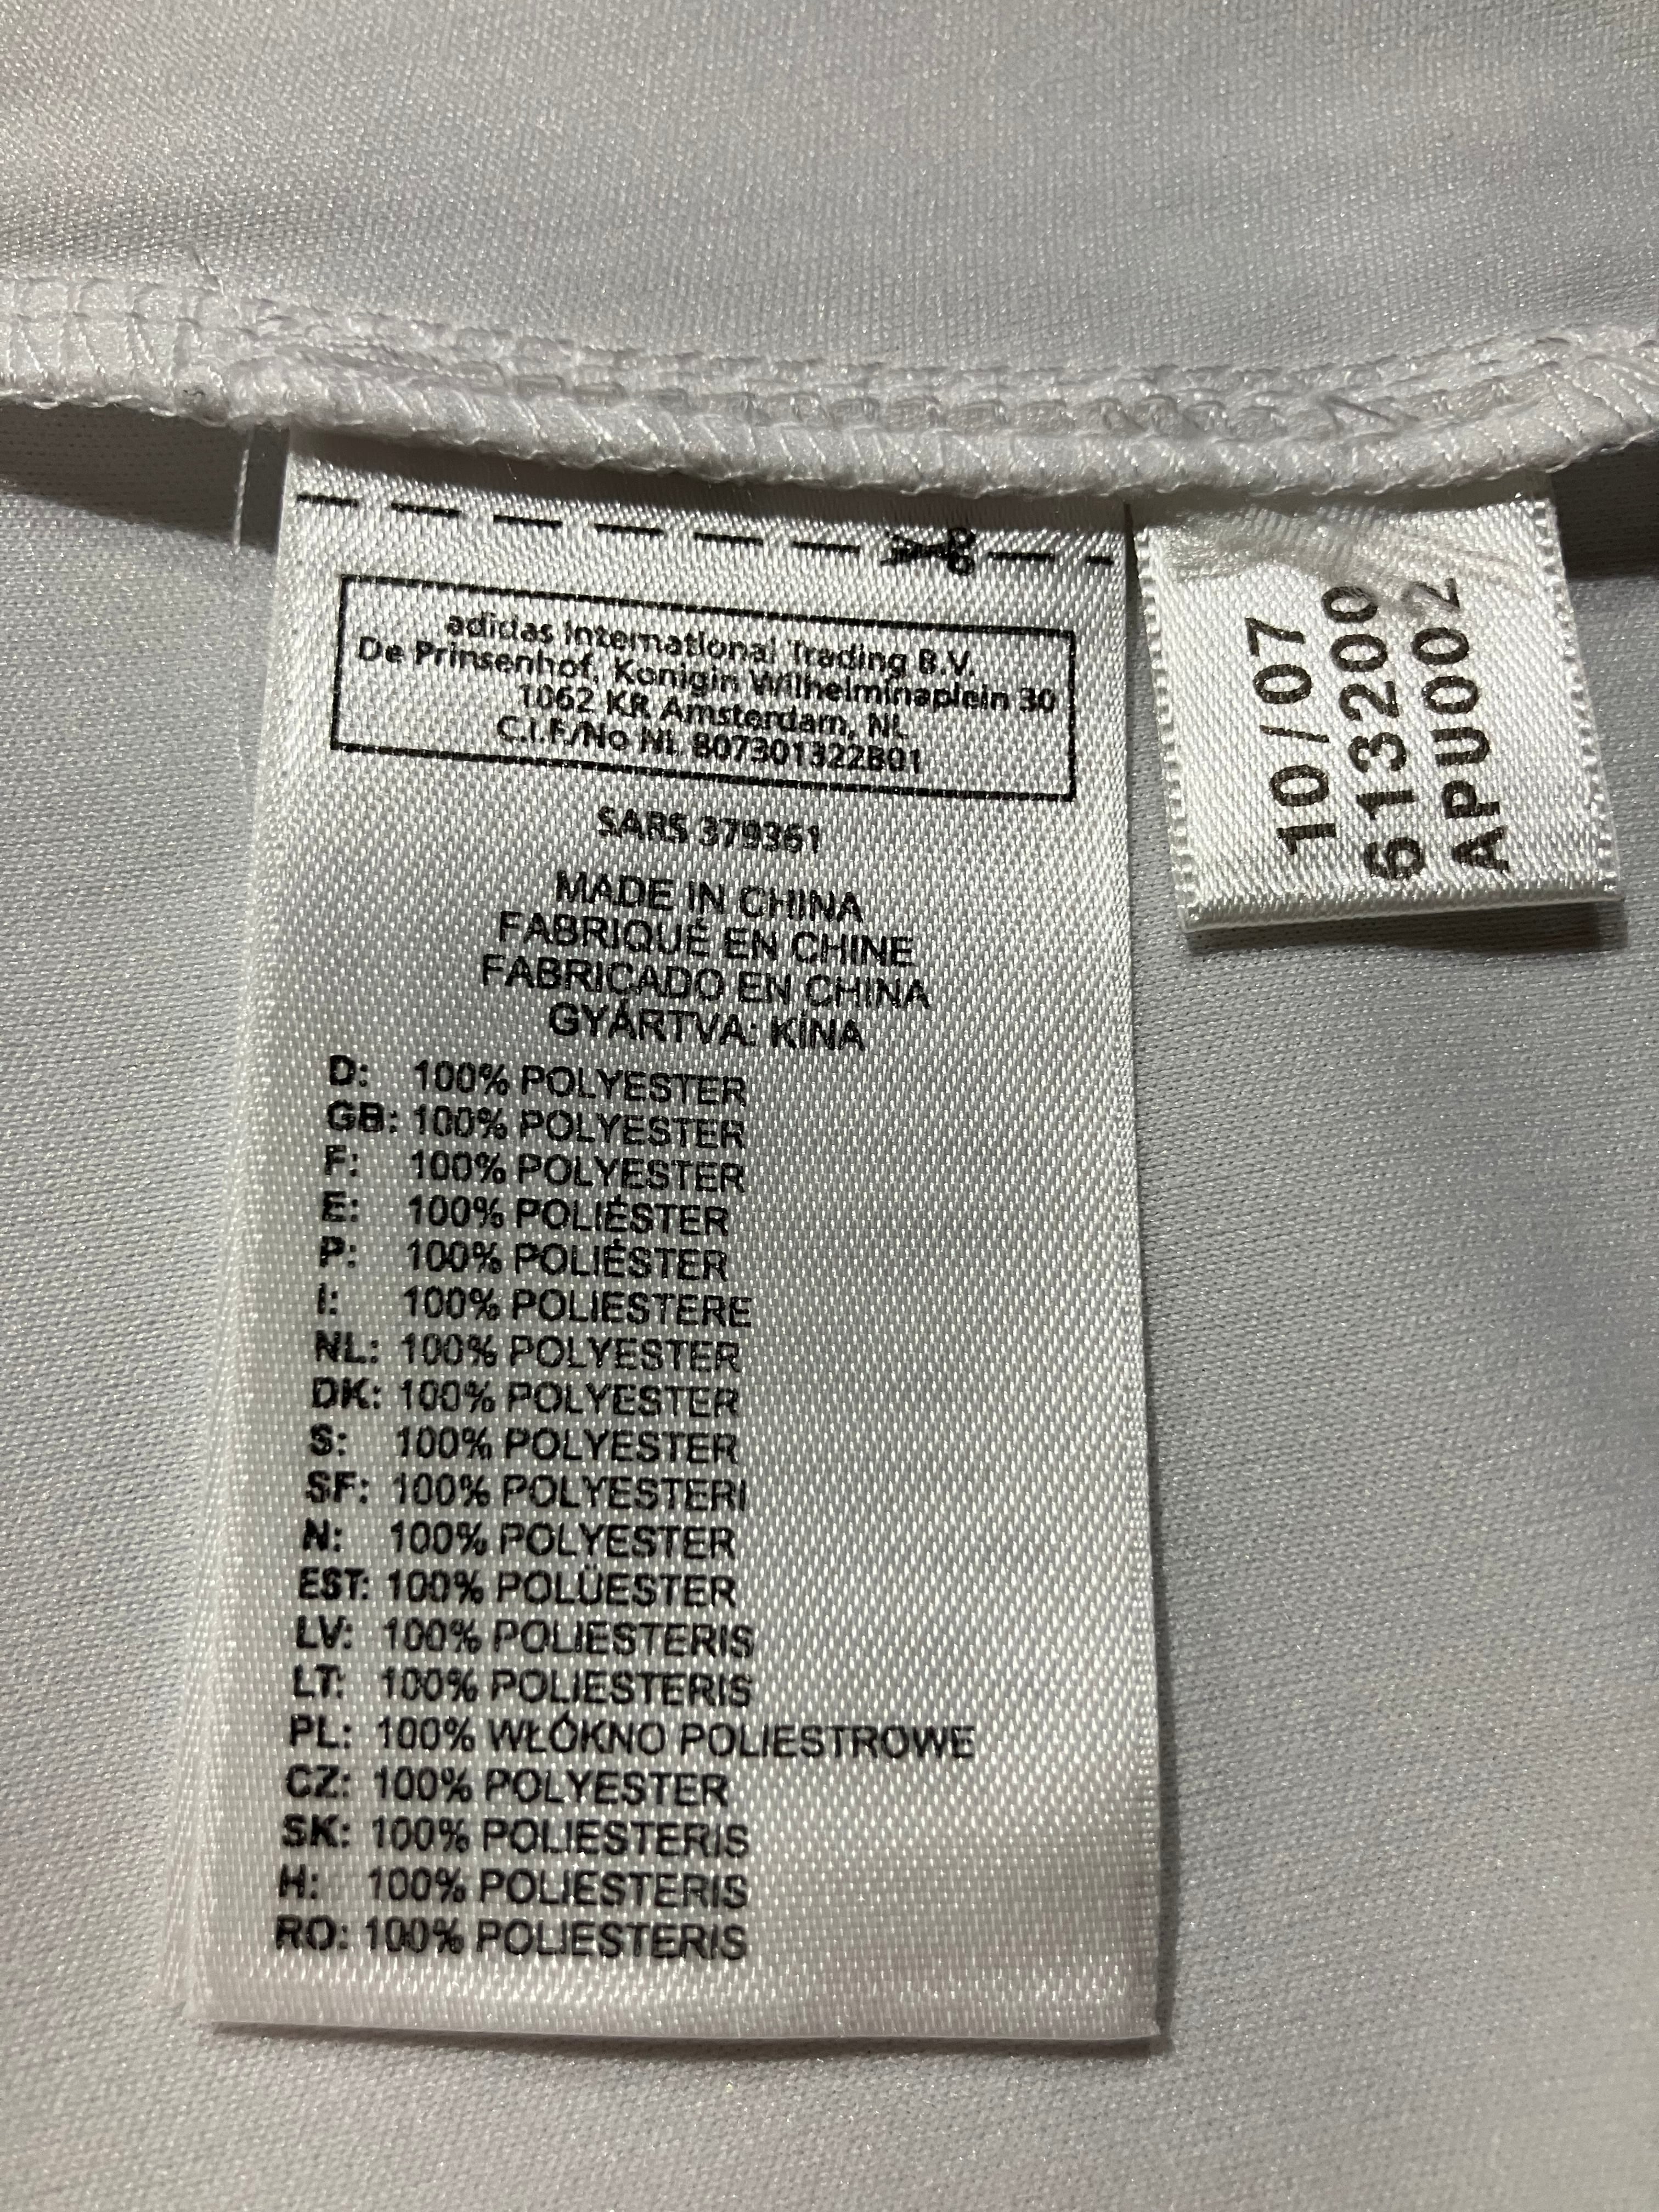 adidas International Trading B.V.
De Prinsenhof, Konigin Wilhelminaplein 30
1062 KR Amsterdam, NL
C.I.F./No NL 807301322B01
SARS 379361
MADE IN CHINA
FABRIQUÉ EN CHINE
FABRICADO EN CHINA
GYÁRTVA: KÍNA
D: 100% POLYESTER
GB: 100% POLYESTER
F: 100% POLYESTER
E: 100% POLIÉSTER
P: 100% POLIÉSTER
I: 100% POLIESTERE
NL: 100% POLYESTER
DK: 100% POLYESTER
S: 100% POLYESTER
SF: 100% POLYESTERI
N: 100% POLYESTER
EST: 100% POLÜESTER
LV: 100% POLIESTERIS
LT: 100% POLIESTERIS
PL: 100% WŁÓKNO POLIESTROWE
CZ: 100% POLYESTER
SK: 100% POLIESTERIS
H: 100% POLIESTERIS
RO: 100% POLIESTERIS
10/07
613200
APU002